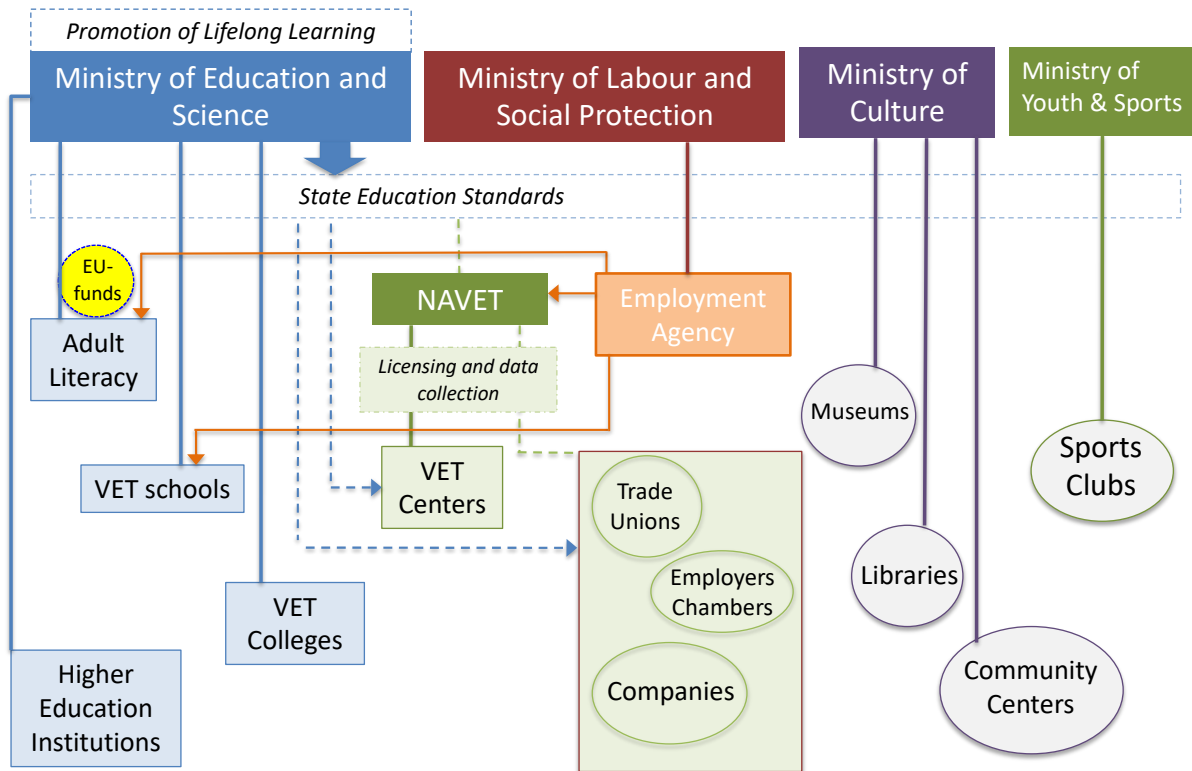 Promotion of Lifelong Learning
Ministry of Education and
Science
Ministry of Labour and
Social Protection
Ministry of
Culture
Ministry of
Youth & Sports
State Education Standards
EU-
funds
NAVET
Employment
Agency
Adult
Literacy
Licensing and data
collection
Museums
VET schools
VET
Centers
Trade
Unions
Sports
Clubs
Employers
Chambers
Libraries
VET
Colleges
Higher
Education
Institutions
Companies
Community
Centers